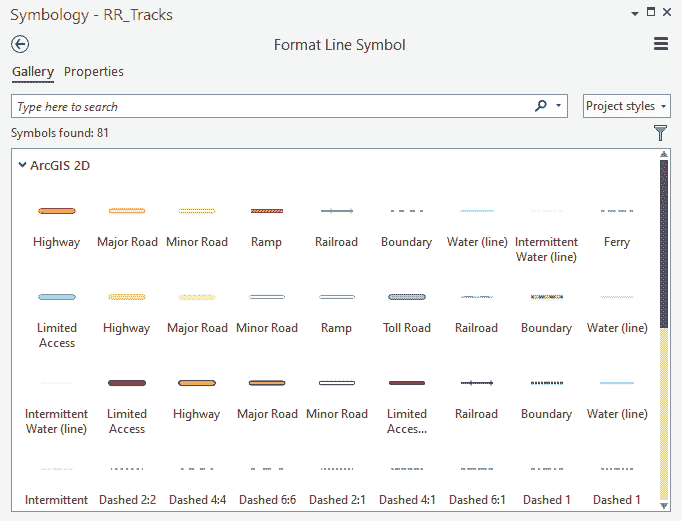 Symbology - RR_Tracks
Format Line Symbol
Gallery Properties
Type here to search
Project styles
Symbols found: 81
ArcGIS 2D
Highway Major Road Minor Road Ramp Railroad Boundary Water (line) Intermittent Water (line) Ferry
Limited Access Highway Major Road Minor Road Ramp Toll Road Railroad Boundary Water (line)
Intermittent Water (line) Limited Access Highway Major Road Minor Road Limited Acces... Railroad Boundary Water (line)
Intermittent Dashed 2:2 Dashed 4:4 Dashed 6:6 Dashed 2:1 Dashed 4:1 Dashed 6:1 Dashed 1 Dashed 1